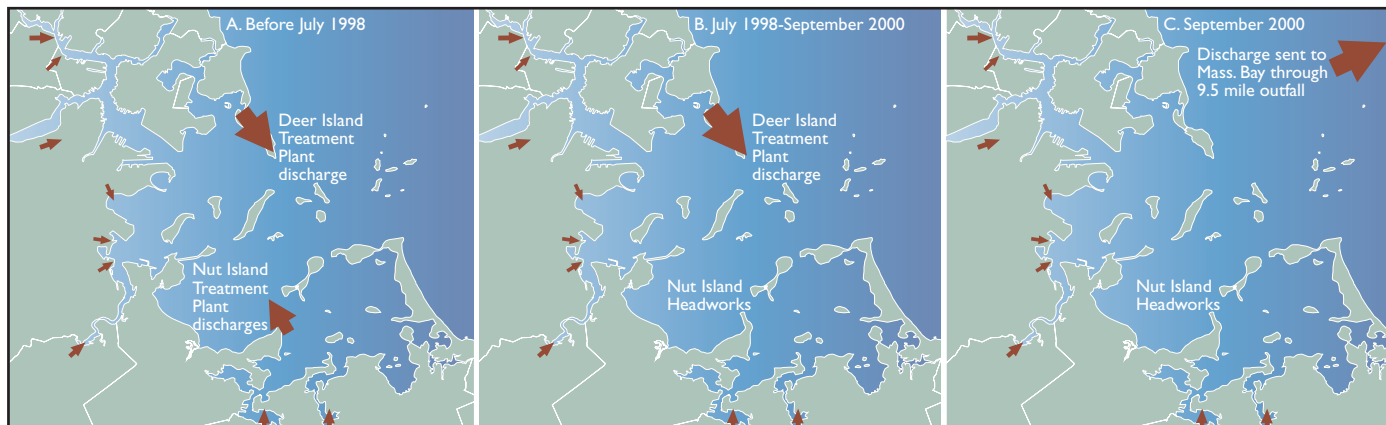 A. Before July 1998
Deer Island
Treatment
Plant
discharge
Nut Island
Treatment
Plant
discharges
B. July 1998-September 2000
Deer Island
Treatment
Plant
discharge
Nut Island
Headworks
C. September 2000
Discharge sent to
Mass. Bay through
9.5 mile outfall
Nut Island
Headworks